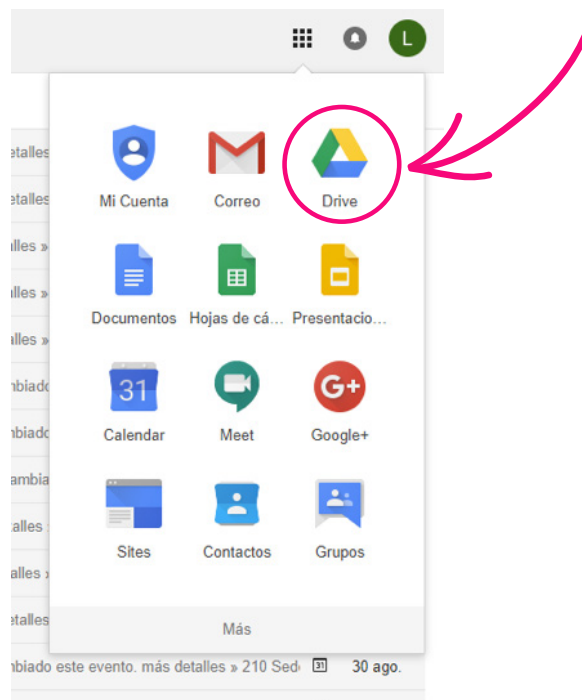 L
etalles
Mi Cuenta Correo Drive
etalles
alles »
alles »
Documentos Hojas de cá... Presentacio...
alles »
31
G+
nbiado
Calendar Meet Google+
nbiado
ambia
Sites Contactos Grupos
alles
alles »
etalles
Más
nbiado este evento. más detalles » 210 Sed 31 30 ago.